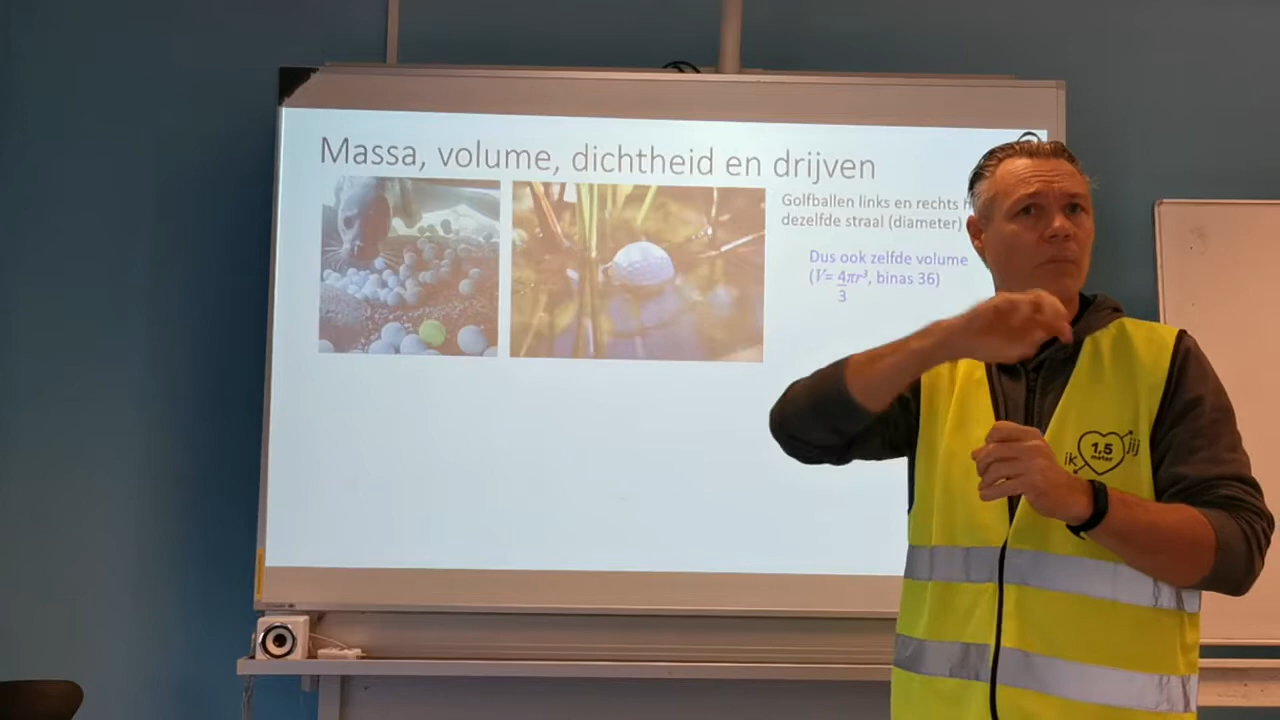 Massa, volume, dichtheid en drijven
Golfballen links en rechts
dezelfde straal (diameter)
Dus ook zelfde volume
(V= 4πr³, binas 36)
3
ik 1,5 jij
meter